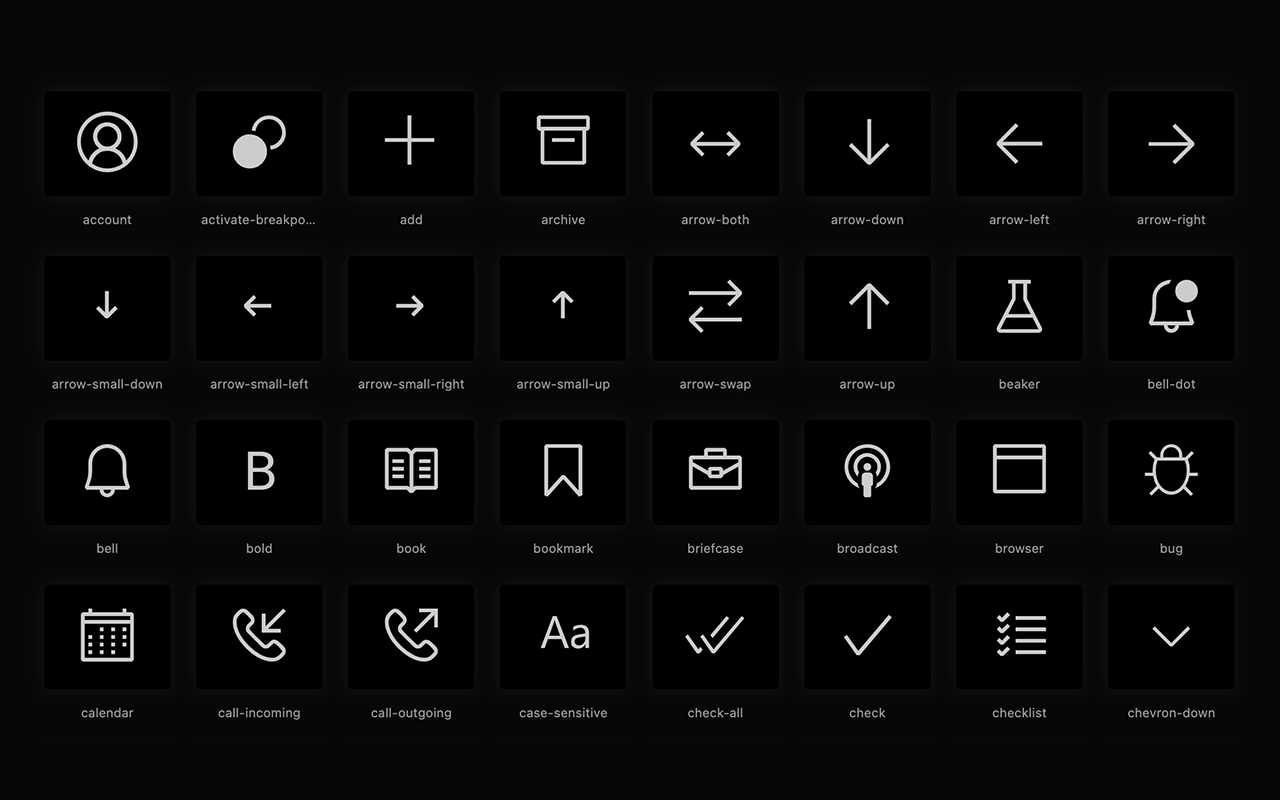 account
activate-breakpo...
add
archive
arrow-both
arrow-down
arrow-left
arrow-right
arrow-small-down
arrow-small-left
arrow-small-right
arrow-small-up
arrow-swap
arrow-up
beaker
bell-dot
B
Aa
bell
bold
book
bookmark
briefcase
broadcast
browser
bug
calendar
call-incoming
call-outgoing
case-sensitive
check-all
check
checklist
chevron-down